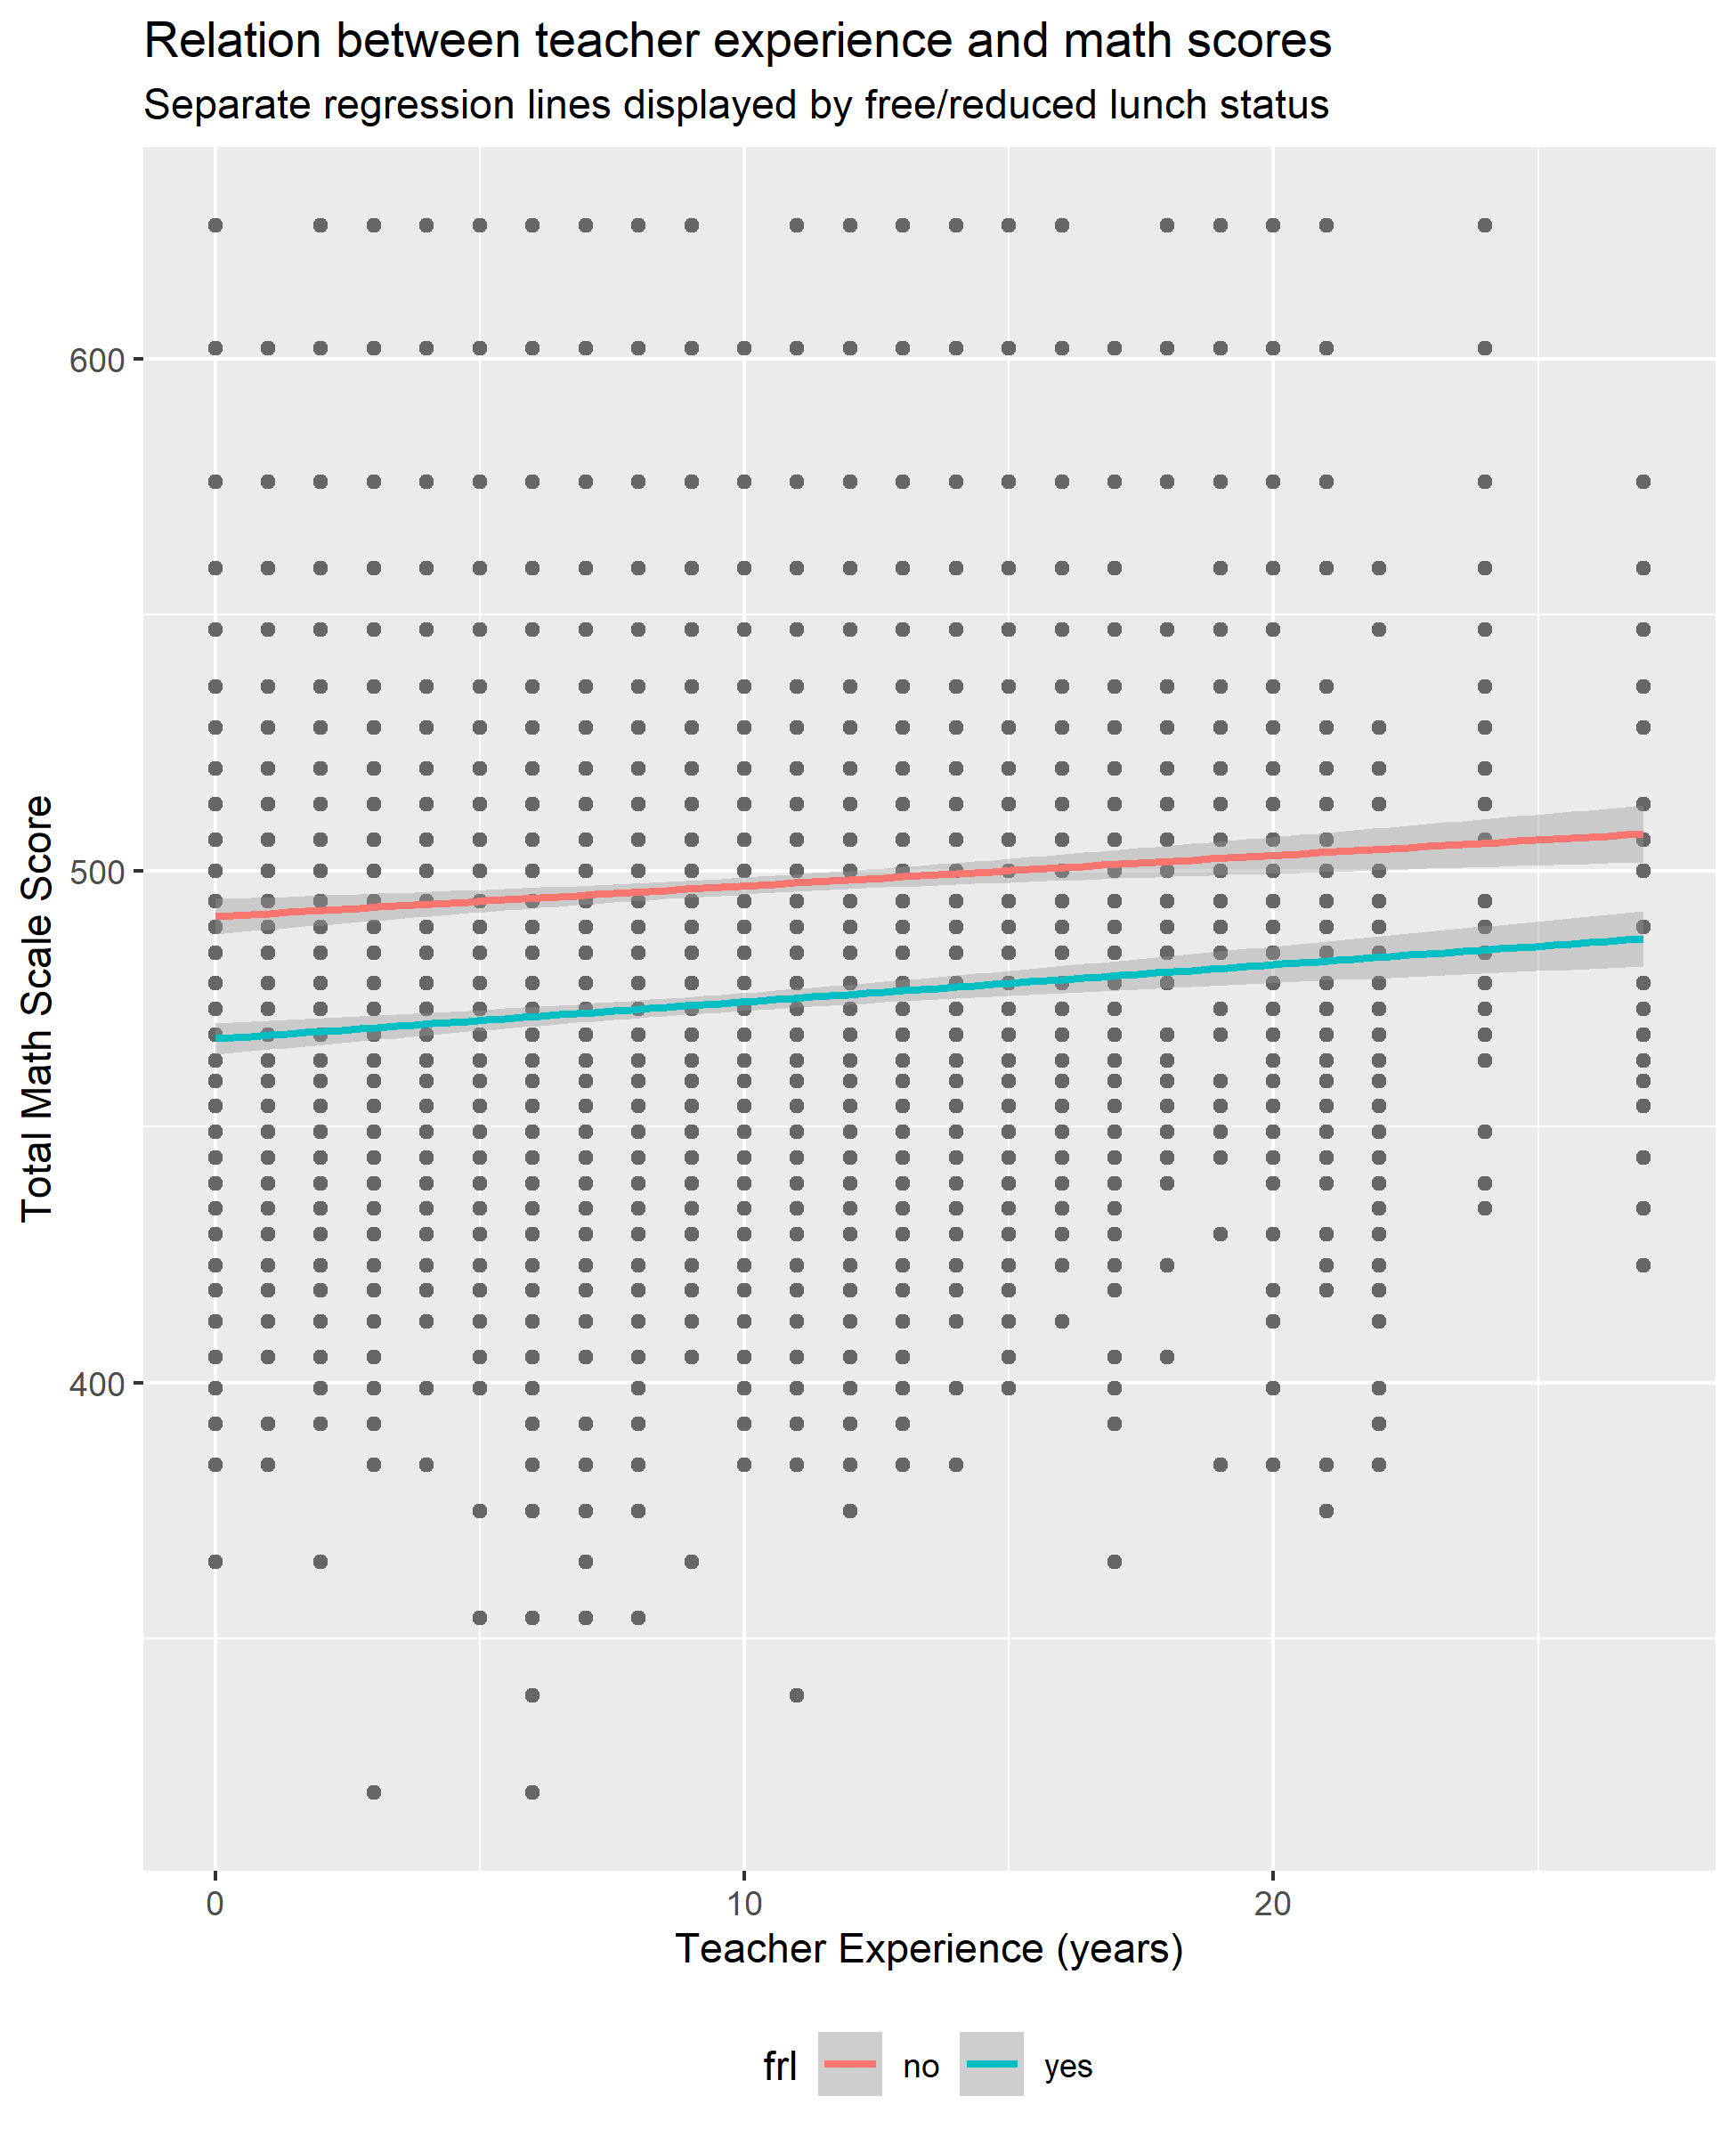 Relation between teacher experience and math scores
Separate regression lines displayed by free/reduced lunch status
Total Math Scale Score
600
500
400
0 10 20
Teacher Experience (years)
frl no yes